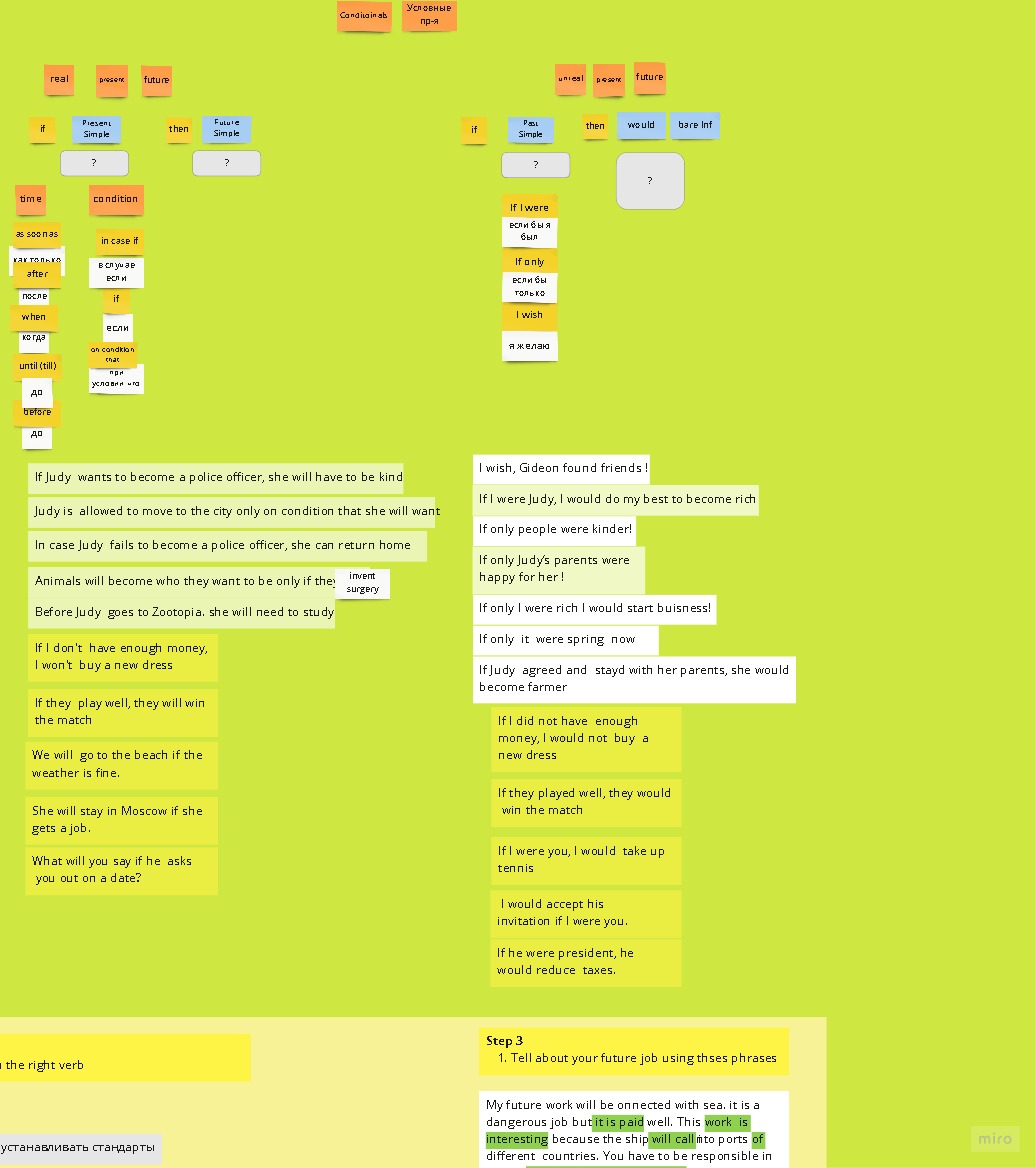 Conditoinals
Условные
пр-я
real
present
future
if
Present
Simple
then
Future
Simple
?
?
time
condition
as soon as
как только
after
после
when
когда
until (till)
до
before
до
in case if
в случае
если
if
если
on condition
that
при
условии что
unreal
present
future
if
Past
Simple
then
would
bare Inf
?
?
If I were
если бы я
был
If only
если бы
только
I wish
я желаю
If Judy wants to become a police officer, she will have to be kind
Judy is allowed to move to the city only on condition that she will want
In case Judy fails to become a police officer, she can return home
Animals will become who they want to be only if they
invent
surgery
Before Judy goes to Zootopia. she will need to study
If I don't have enough money,
I won't buy a new dress
If they play well, they will win
the match
We will go to the beach if the
weather is fine.
She will stay in Moscow if she
gets a job.
What will you say if he asks
you out on a date?
I wish, Gideon found friends !
If I were Judy, I would do my best to become rich
If only people were kinder!
If only Judy's parents were
happy for her !
If only I were rich I would start buisness!
If only it were spring now
If Judy agreed and stayd with her parents, she would
become farmer
If I did not have enough
money, I would not buy a
new dress
If they played well, they would
win the match
If I were you, I would take up
tennis
I would accept his
invitation if I were you.
If he were president, he
would reduce taxes.
the right verb
устанавливать стандарты
Step 3
1. Tell about your future job using thses phrases
My future work will be onnected with sea. it is a
dangerous job but it is paid well. This work is
interesting because the ship will call into ports of
different countries. You have to be responsible in
miro